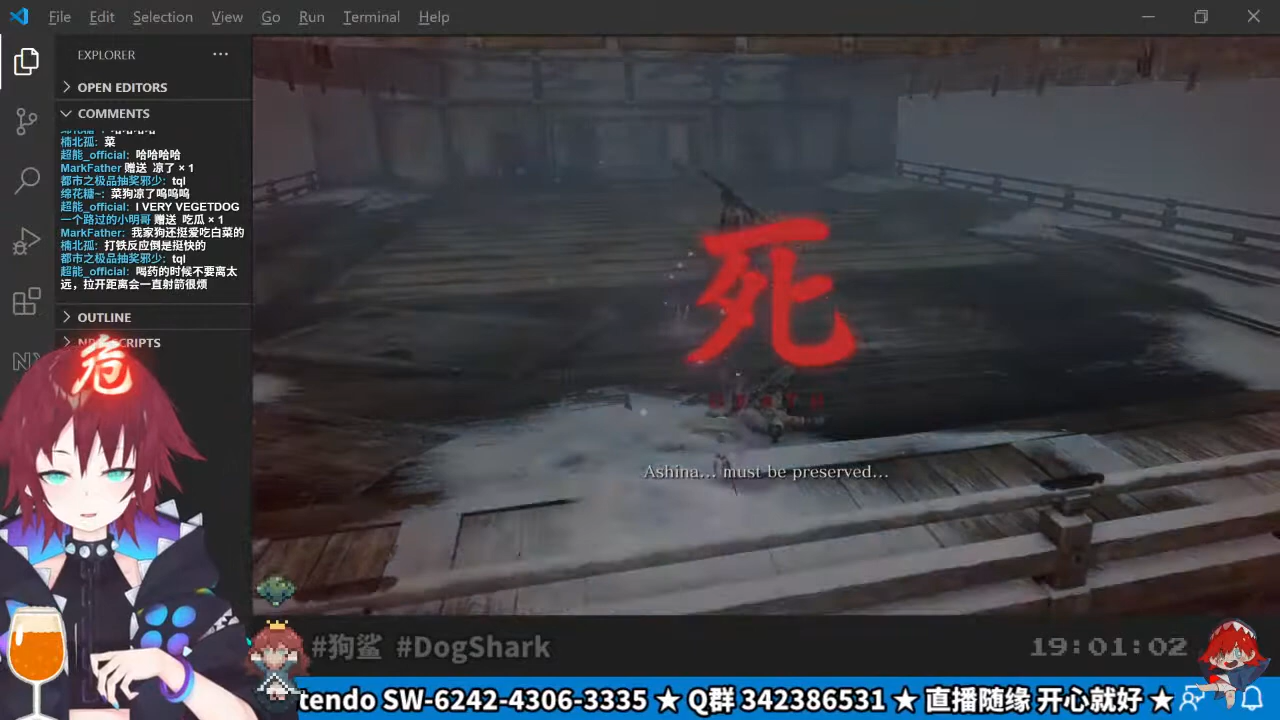 File Edit Selection View Go Run Terminal Help
EXPLORER
OPEN EDITORS
COMMENTS
楠北孤: 菜
超能_official: 哈哈哈哈
MarkFather 赠送 凉了 × 1
都市之极品抽奖邪少: tql
绵花糖~: 菜狗凉了呜呜呜
超能_official: I VERY VEGETDOG
一个路过的小明哥 赠送 吃瓜 × 1
MarkFather: 我家狗还挺爱吃白菜的
楠北孤: 打铁反应倒是挺快的
都市之极品抽奖邪少: tql
超能_official: 喝药的时候不要离太
远，拉开距离会一直射箭很烦
OUTLINE
SCRIPTS
危
死
DEATH
Ashina... must be preserved...
#狗鲨 #DogShark
19:01:02
tendo SW-6242-4306-3335 ★ Q群 342386531 ★ 直播随缘 开心就好 ★